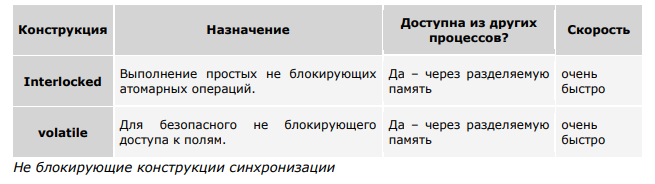 Конструкция Назначение Доступна из других процессов? Скорость
Interlocked Выполнение простых не блокирующих атомарных операций. Да – через разделяемую память очень быстро
volatile Для безопасного не блокирующего доступа к полям. Да – через разделяемую память очень быстро
Не блокирующие конструкции синхронизации